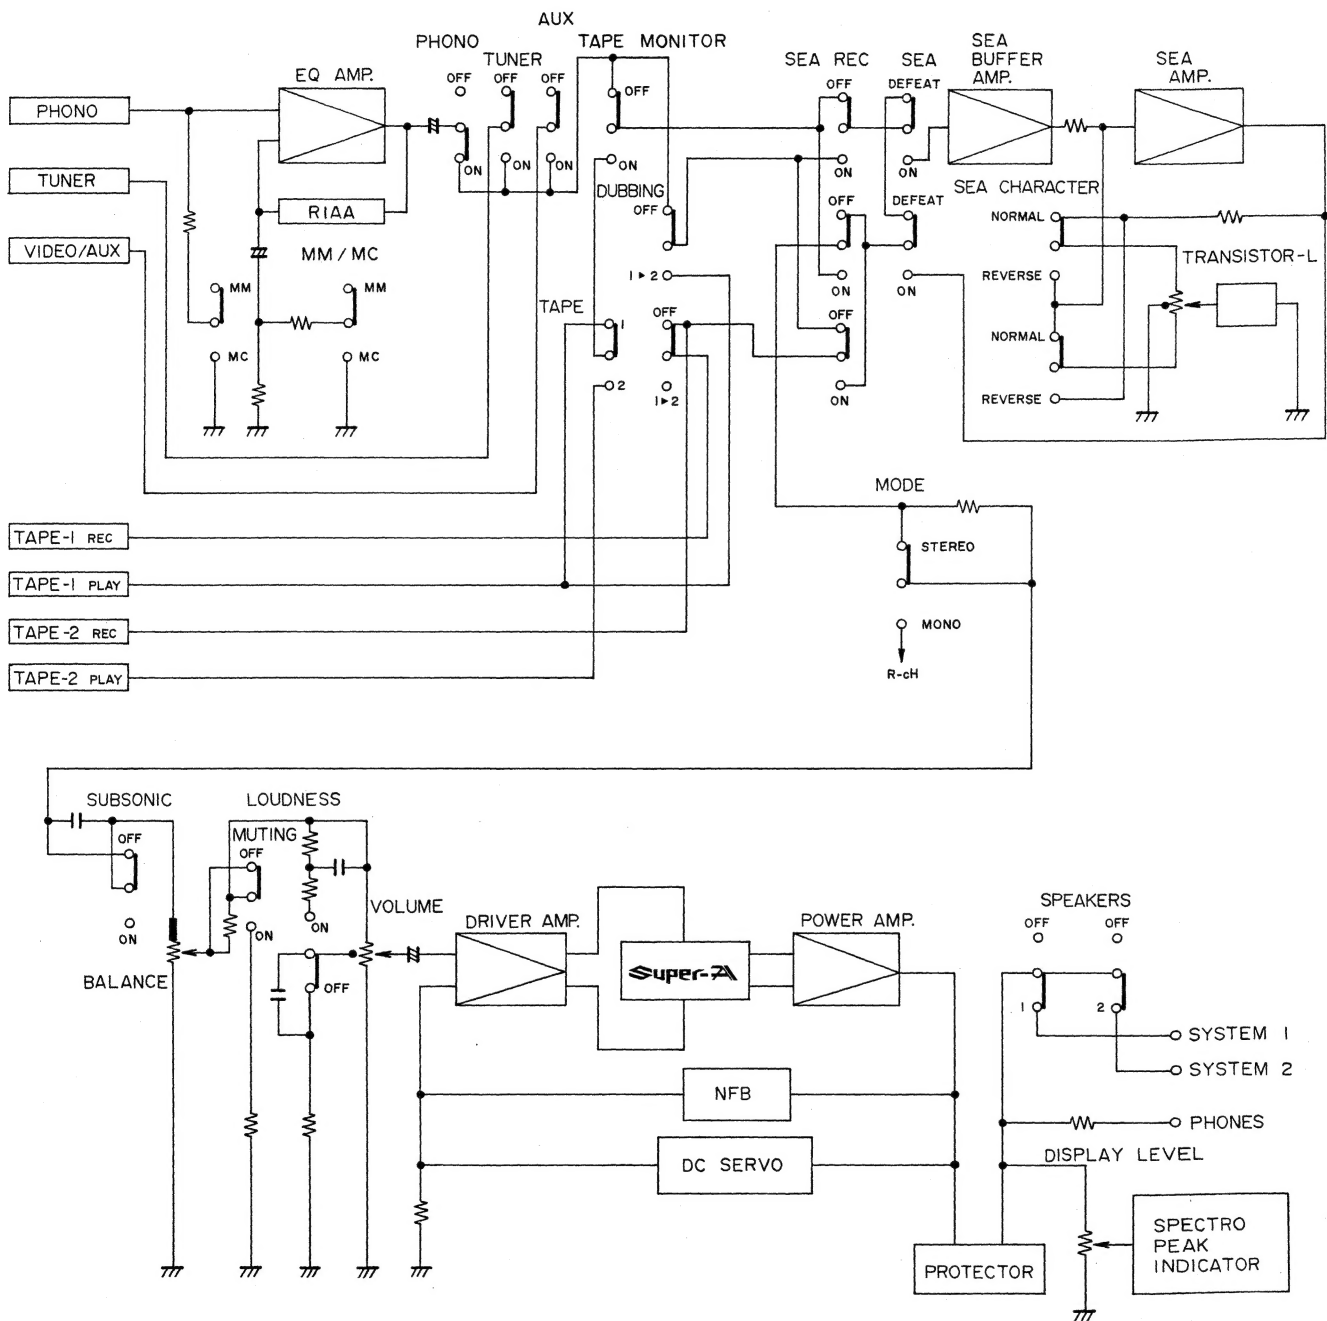 AUX
PHONO
TUNER
TAPE MONITOR
SEA REC
SEA
SEA
BUFFER
AMP.
SEA
AMP.
EQ AMP.
OFF
OFF
OFF
OFF
OFF
DEFEAT
PHONO
TUNER
VIDEO/AUX
RIAA
MM/MC
MM
MM
MC
MC
ON
ON
ON
ON
ON
DUBBING
OFF
1▶2
OFF
DEFEAT
ON
ON
SEA CHARACTER
NORMAL
REVERSE
NORMAL
REVERSE
TRANSISTOR-L
TAPE
1
2
OFF
1▶2
OFF
ON
MODE
STEREO
MONO
R-cH
TAPE-1 REC
TAPE-1 PLAY
TAPE-2 REC
TAPE-2 PLAY
SUBSONIC
OFF
ON
LOUDNESS
MUTING
OFF
ON
ON
OFF
BALANCE
VOLUME
DRIVER AMP.
Super-A
POWER AMP.
SPEAKERS
OFF
OFF
1
2
SYSTEM 1
SYSTEM 2
PHONES
NFB
DC SERVO
DISPLAY LEVEL
PROTECTOR
SPECTRO
PEAK
INDICATOR